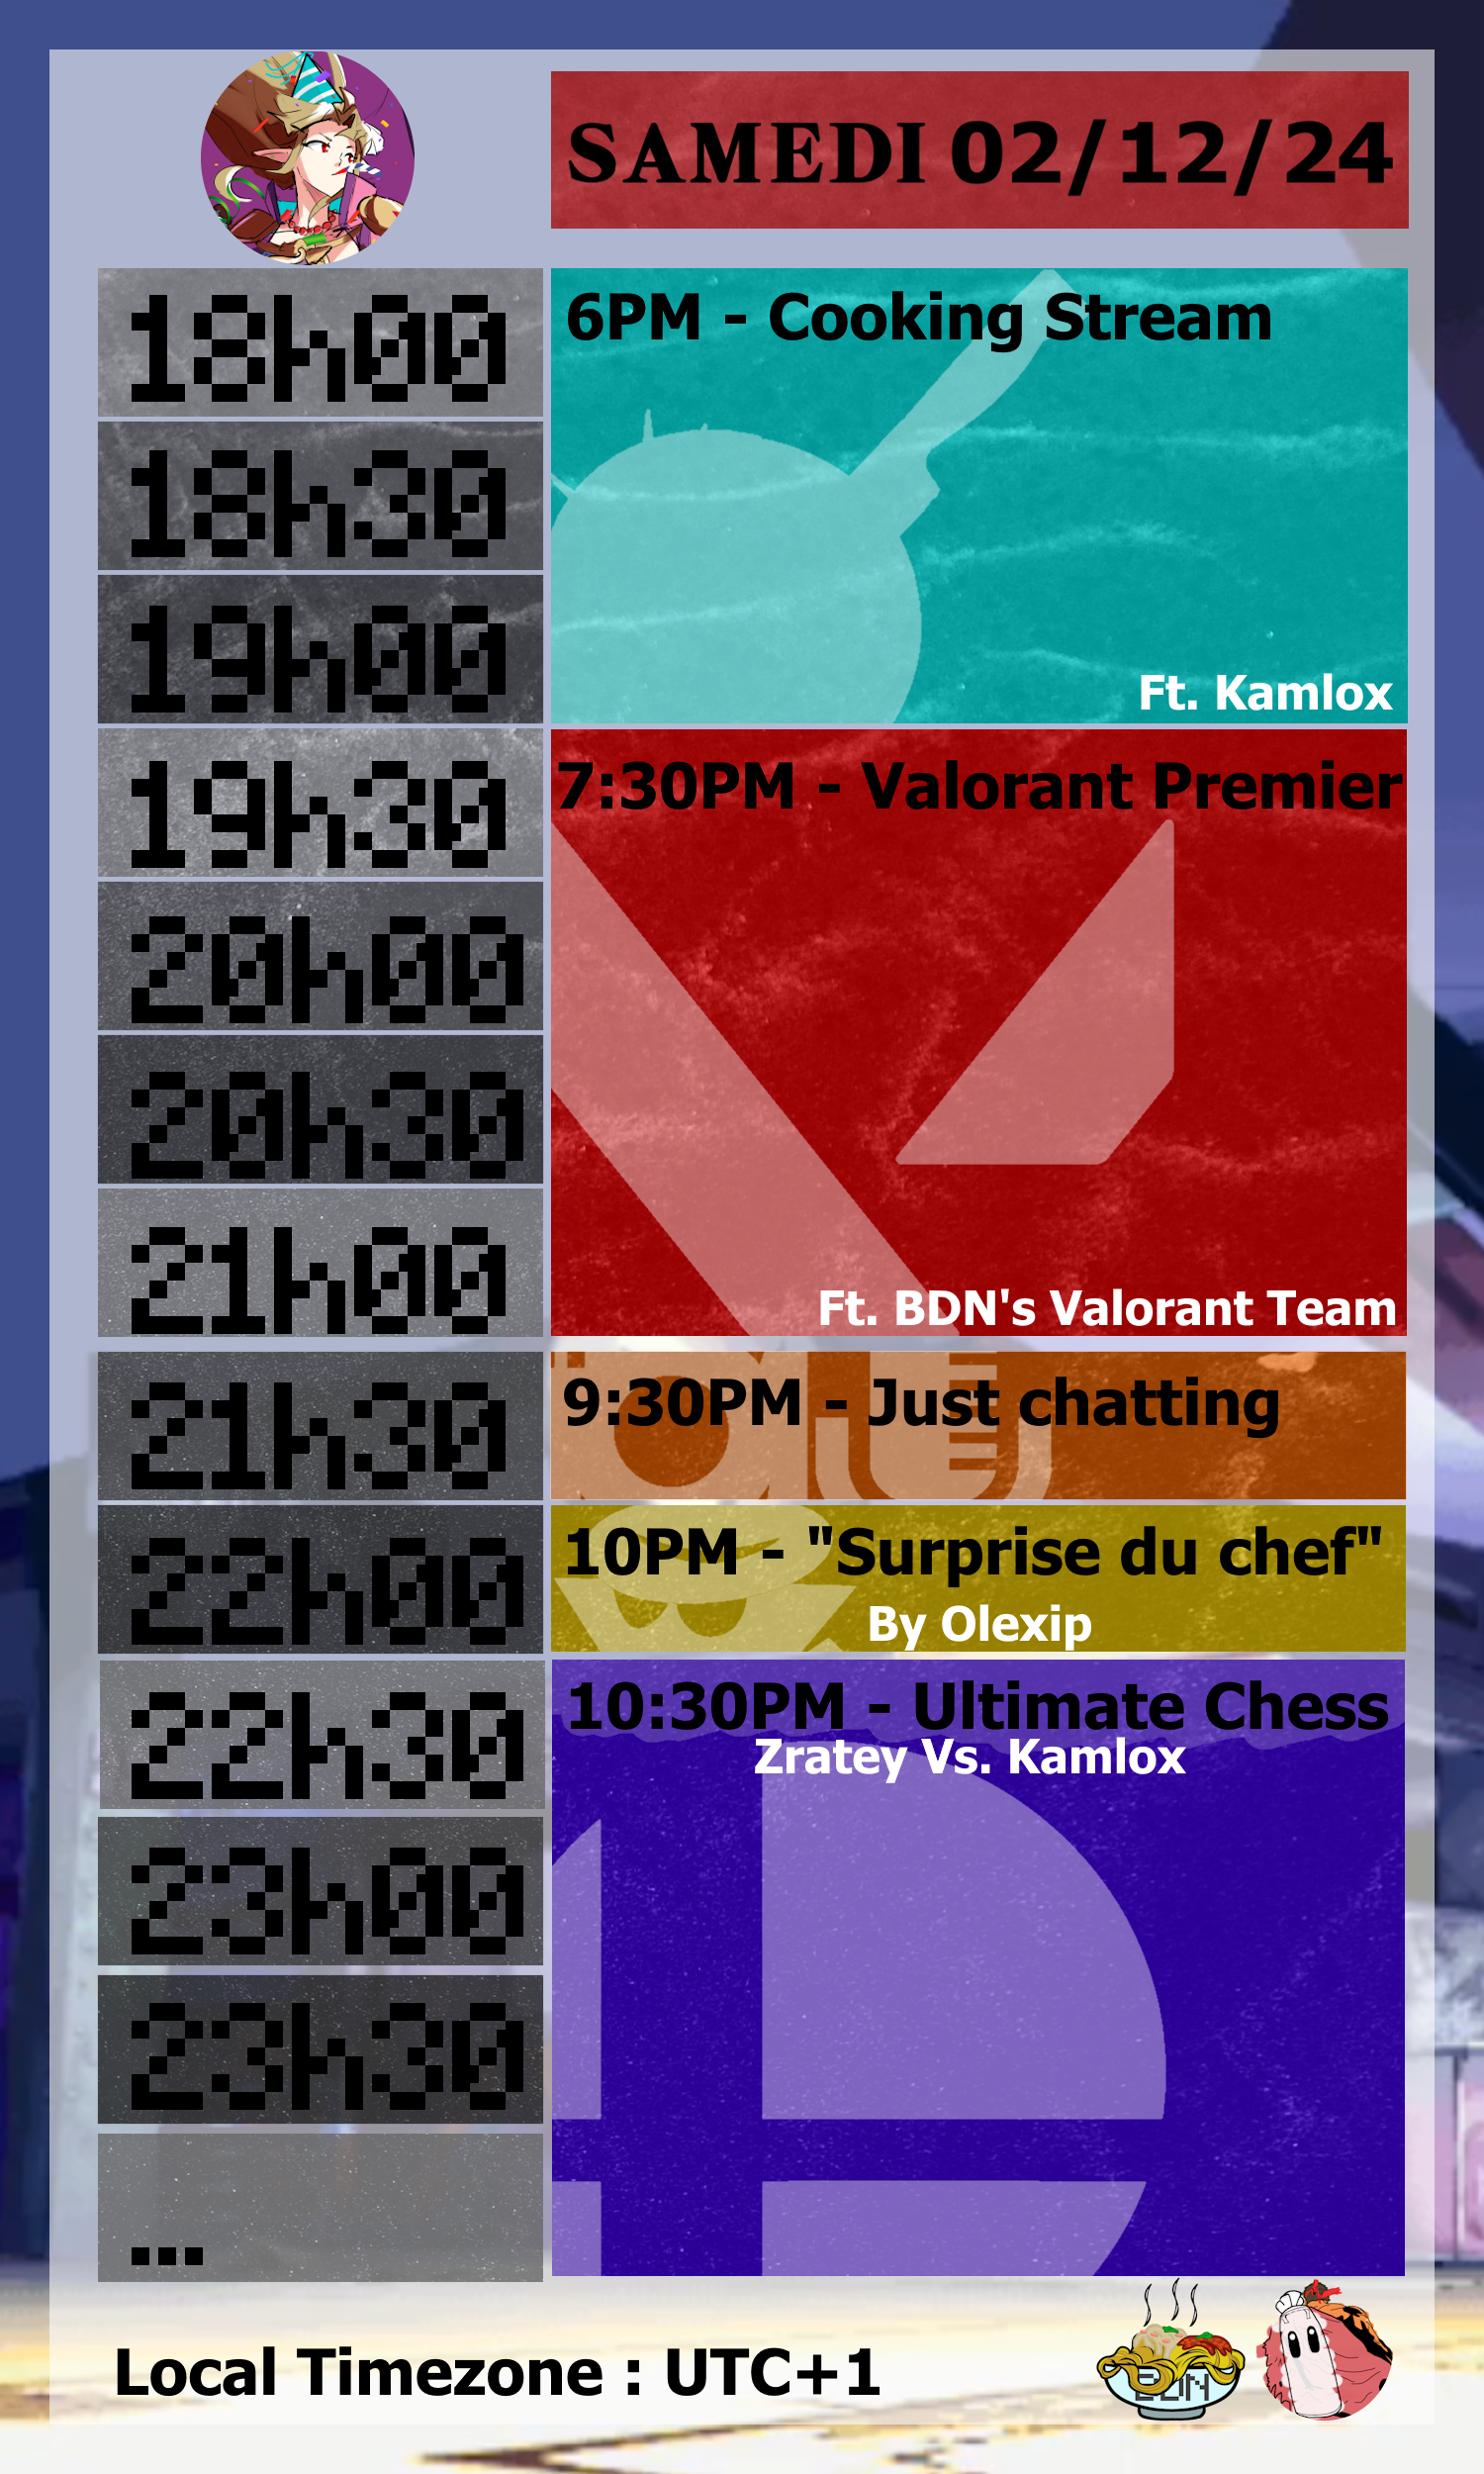 SAMEDI 02/12/24
18h00
6PM - Cooking Stream
18h30
19h00
Ft. Kamlox
19h30
7:30PM - Valorant Premier
20h00
20h30
21h00
Ft. BDN's Valorant Team
21h30
9:30PM - Just chatting
22h00
10PM - "Surprise du chef"
By Olexip
22h30
10:30PM - Ultimate Chess
Zratey Vs. Kamlox
23h00
23h30
...
Local Timezone : UTC+1
BDN